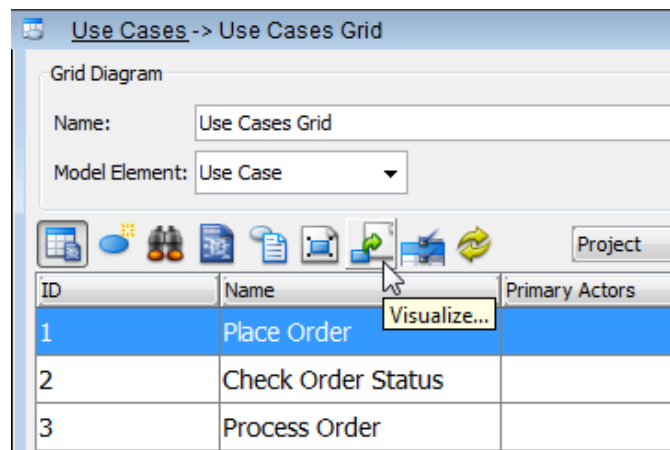 Use Cases -> Use Cases Grid
Grid Diagram
Name: Use Cases Grid
Model Element: Use Case
Project
ID Name Primary Actors
Visualize...
1 Place Order
2 Check Order Status
3 Process Order